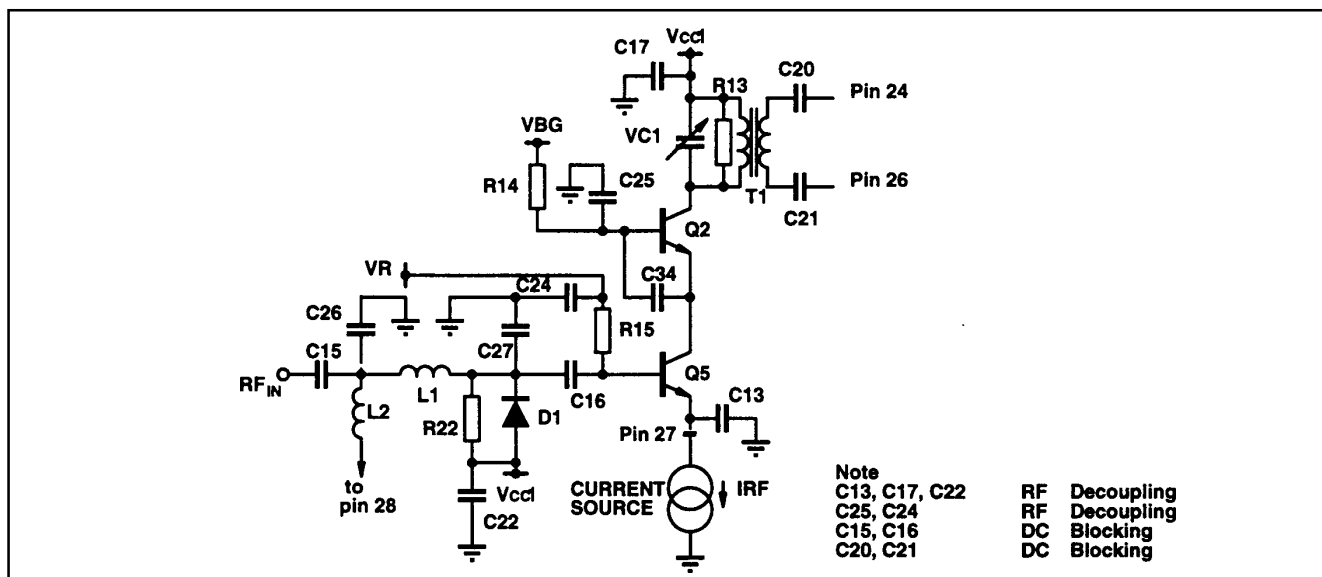 Vcc1
C17
R13
C20
Pin 24
VBG
VC1
R14
C25
T1
C21
Pin 26
Q2
VR
C24
C34
C26
R15
C27
C15
RFIN
L1
C16
Q5
C13
L2
R22
D1
Pin 27
to
pin 28
C22
Vcc1
CURRENT
SOURCE
IRF
Note
C13, C17, C22 RF Decoupling
C25, C24 RF Decoupling
C15, C16 DC Blocking
C20, C21 DC Blocking